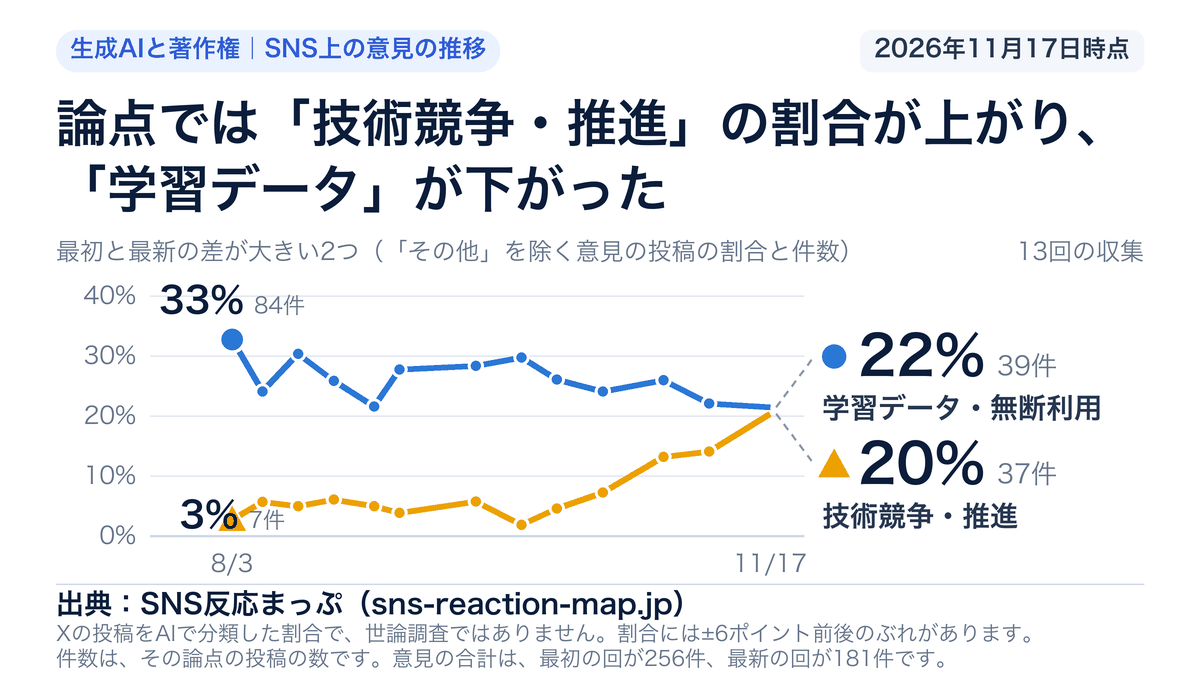 生成AIと著作権｜SNS上の意見の推移
2026年11月17日時点
論点では「技術競争・推進」の割合が上がり、
「学習データ」が下がった
最初と最新の差が大きい2つ（「その他」を除く意見の投稿の割合と件数）
13回の収集
40%
33% 84件
30%
20%
10%
0%
3% 7件
8/3
11/17
22% 39件
学習データ・無断利用
20% 37件
技術競争・推進
出典：SNS反応まっぷ（sns-reaction-map.jp）
Xの投稿をAIで分類した割合で、世論調査ではありません。割合には±6ポイント前後のぶれがあります。
件数は、その論点の投稿の数です。意見の合計は、最初の回が256件、最新の回が181件です。